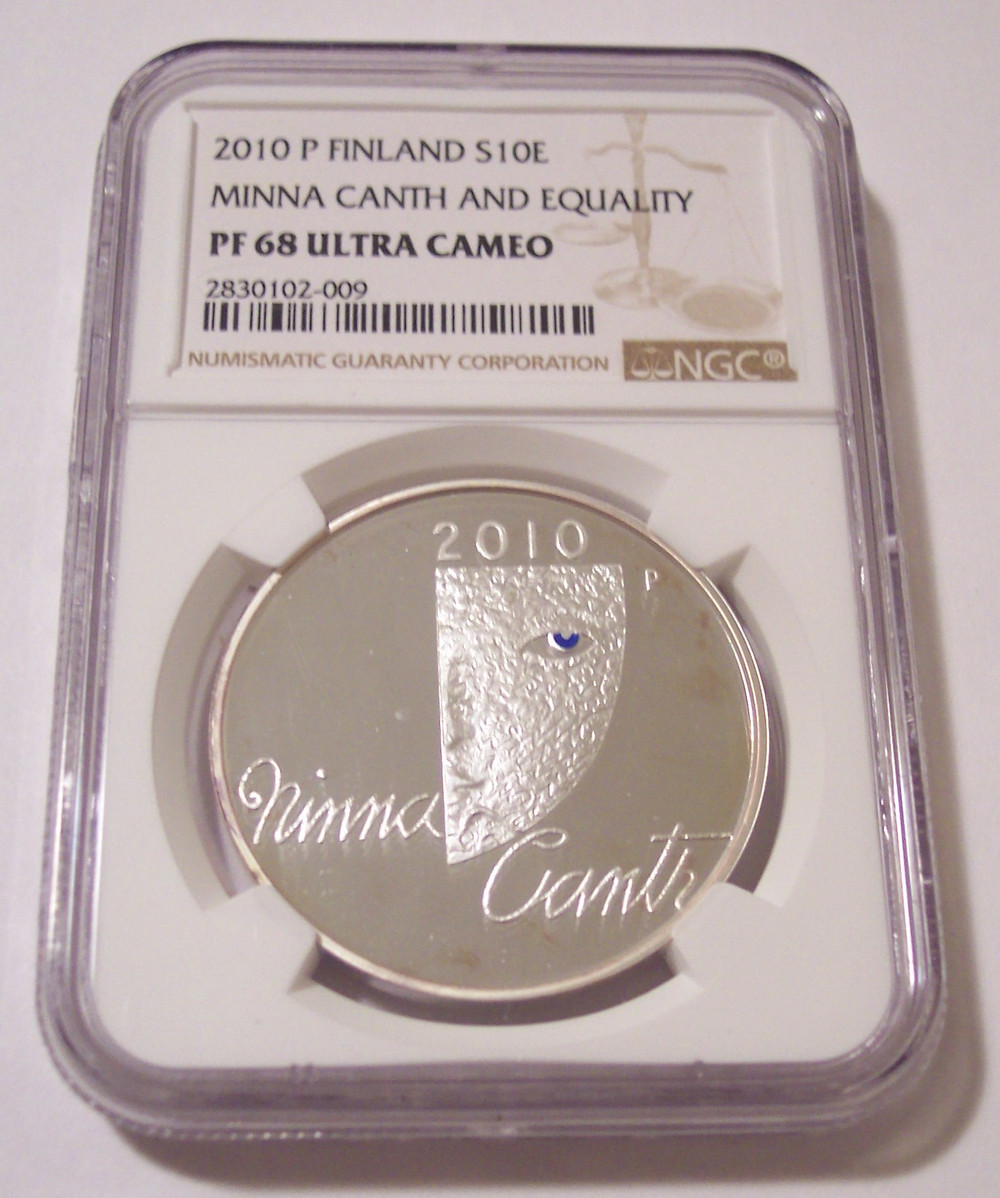 2010 P FINLAND S10E
MINNA CANTH AND EQUALITY
PF 68 ULTRA CAMEO
2830102-009
NUMISMATIC GUARANTY CORPORATION NGC®
2010
P
Minna
Canth